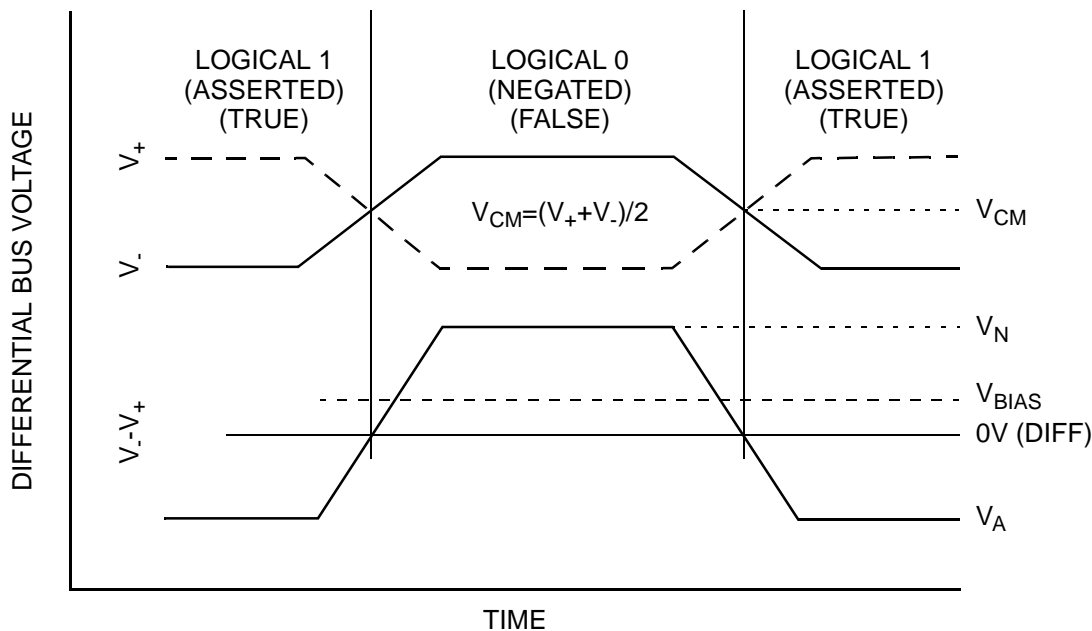 LOGICAL 1
(ASSERTED)
(TRUE)
LOGICAL 0
(NEGATED)
(FALSE)
LOGICAL 1
(ASSERTED)
(TRUE)
DIFFERENTIAL BUS VOLTAGE
V+
V-
V_-V+
VCM=(V++V-)/2
VCM
VN
VBIAS
0V (DIFF)
VA
TIME